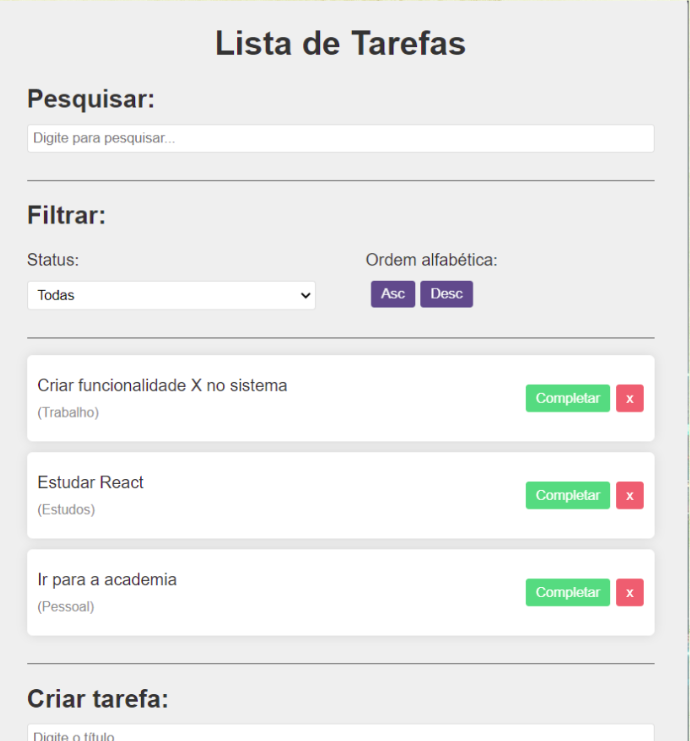 Lista de Tarefas
Pesquisar:
Digite para pesquisar...
Filtrar:
Status:
Ordem alfabética:
Todas
Asc
Desc
Criar funcionalidade X no sistema
(Trabalho)
Completar
x
Estudar React
(Estudos)
Completar
x
Ir para a academia
(Pessoal)
Completar
x
Criar tarefa:
Digite o título